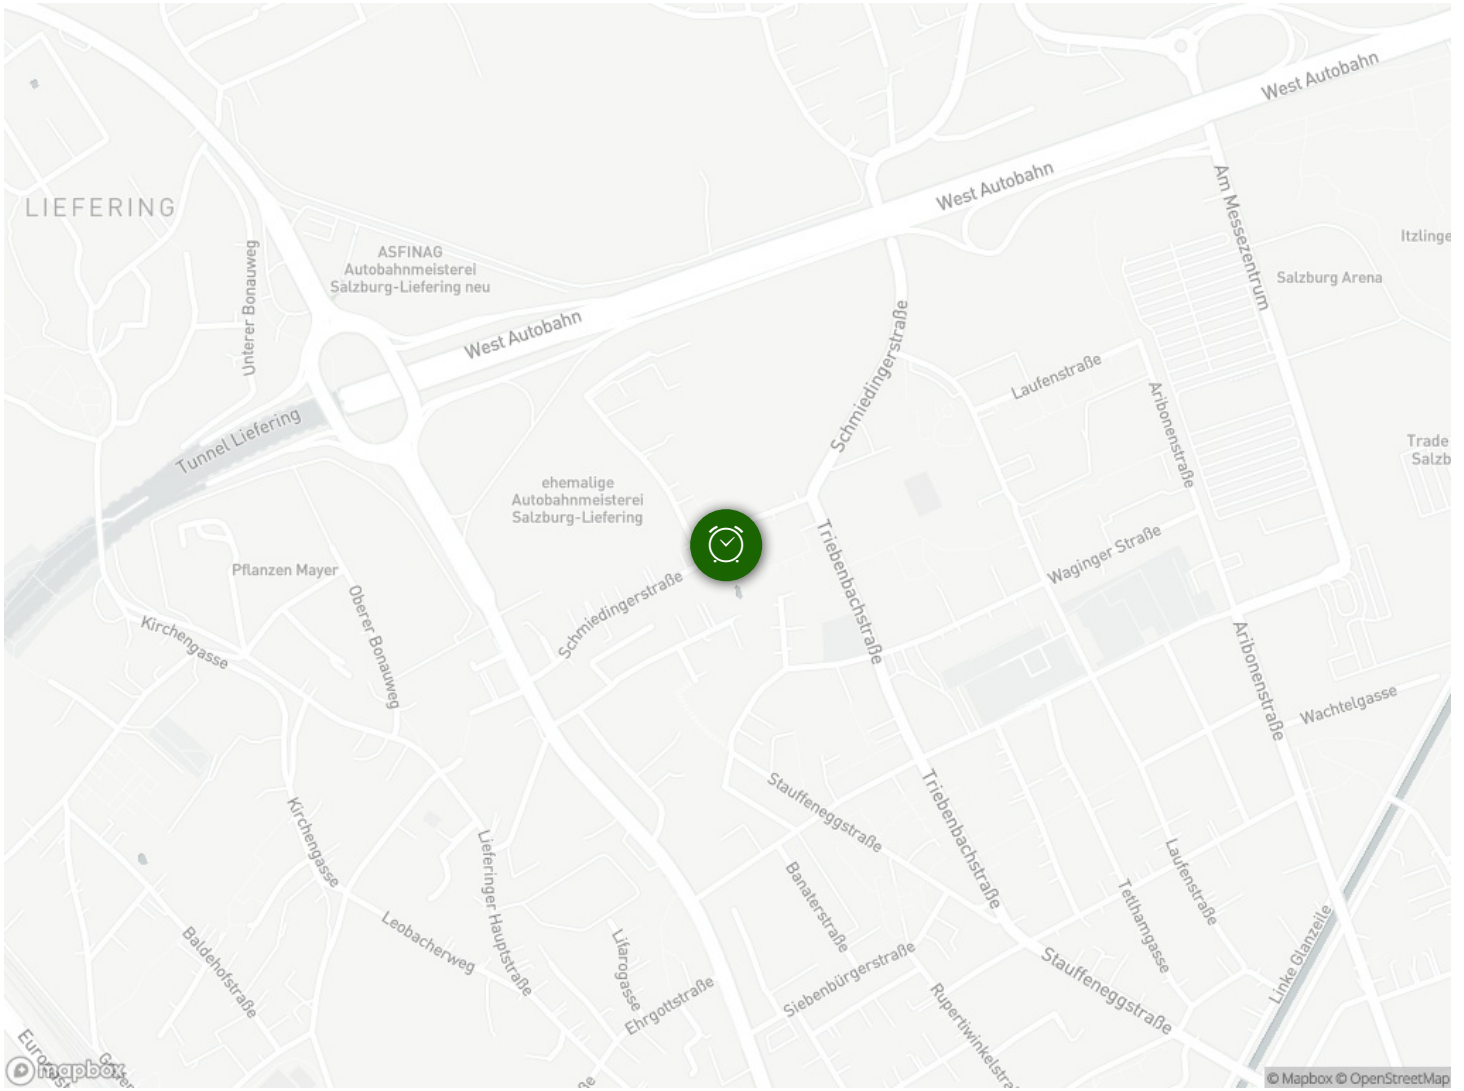 West Autobahn
West Autobahn
LIEFERING
Am Messezentrum
Unterer Bonauweg
ASFINAG
Autobahnmeisterei
Salzburg-Liefering neu
Itzlinge
Salzburg Arena
West Autobahn
Schmiedingerstraße
Laufenstraße
Aribonenstraße
Tunnel Liefering
Trade
Salzb
ehemalige
Autobahnmeisterei
Salzburg-Liefering
Pflanzen Mayer
Waginger Straße
Triebenbachstraße
Schmiedingerstraße
Oberer Bonauweg
Kirchengasse
Aribonenstraße
Wachtelgasse
Stauffeneggstraße
Triebenbachstraße
Kirchengasse
Lieferinger Hauptstraße
Banaterstraße
Laufenstraße
Tetlhamgasse
Leobacherweg
Baldehofstraße
Lifarogasse
Siebenbürgerstraße
Linke Glanzeile
Stauffeneggstraße
Ehrgottstraße
Rupertiwinkelstra
mapbox
© Mapbox © OpenStreetMap